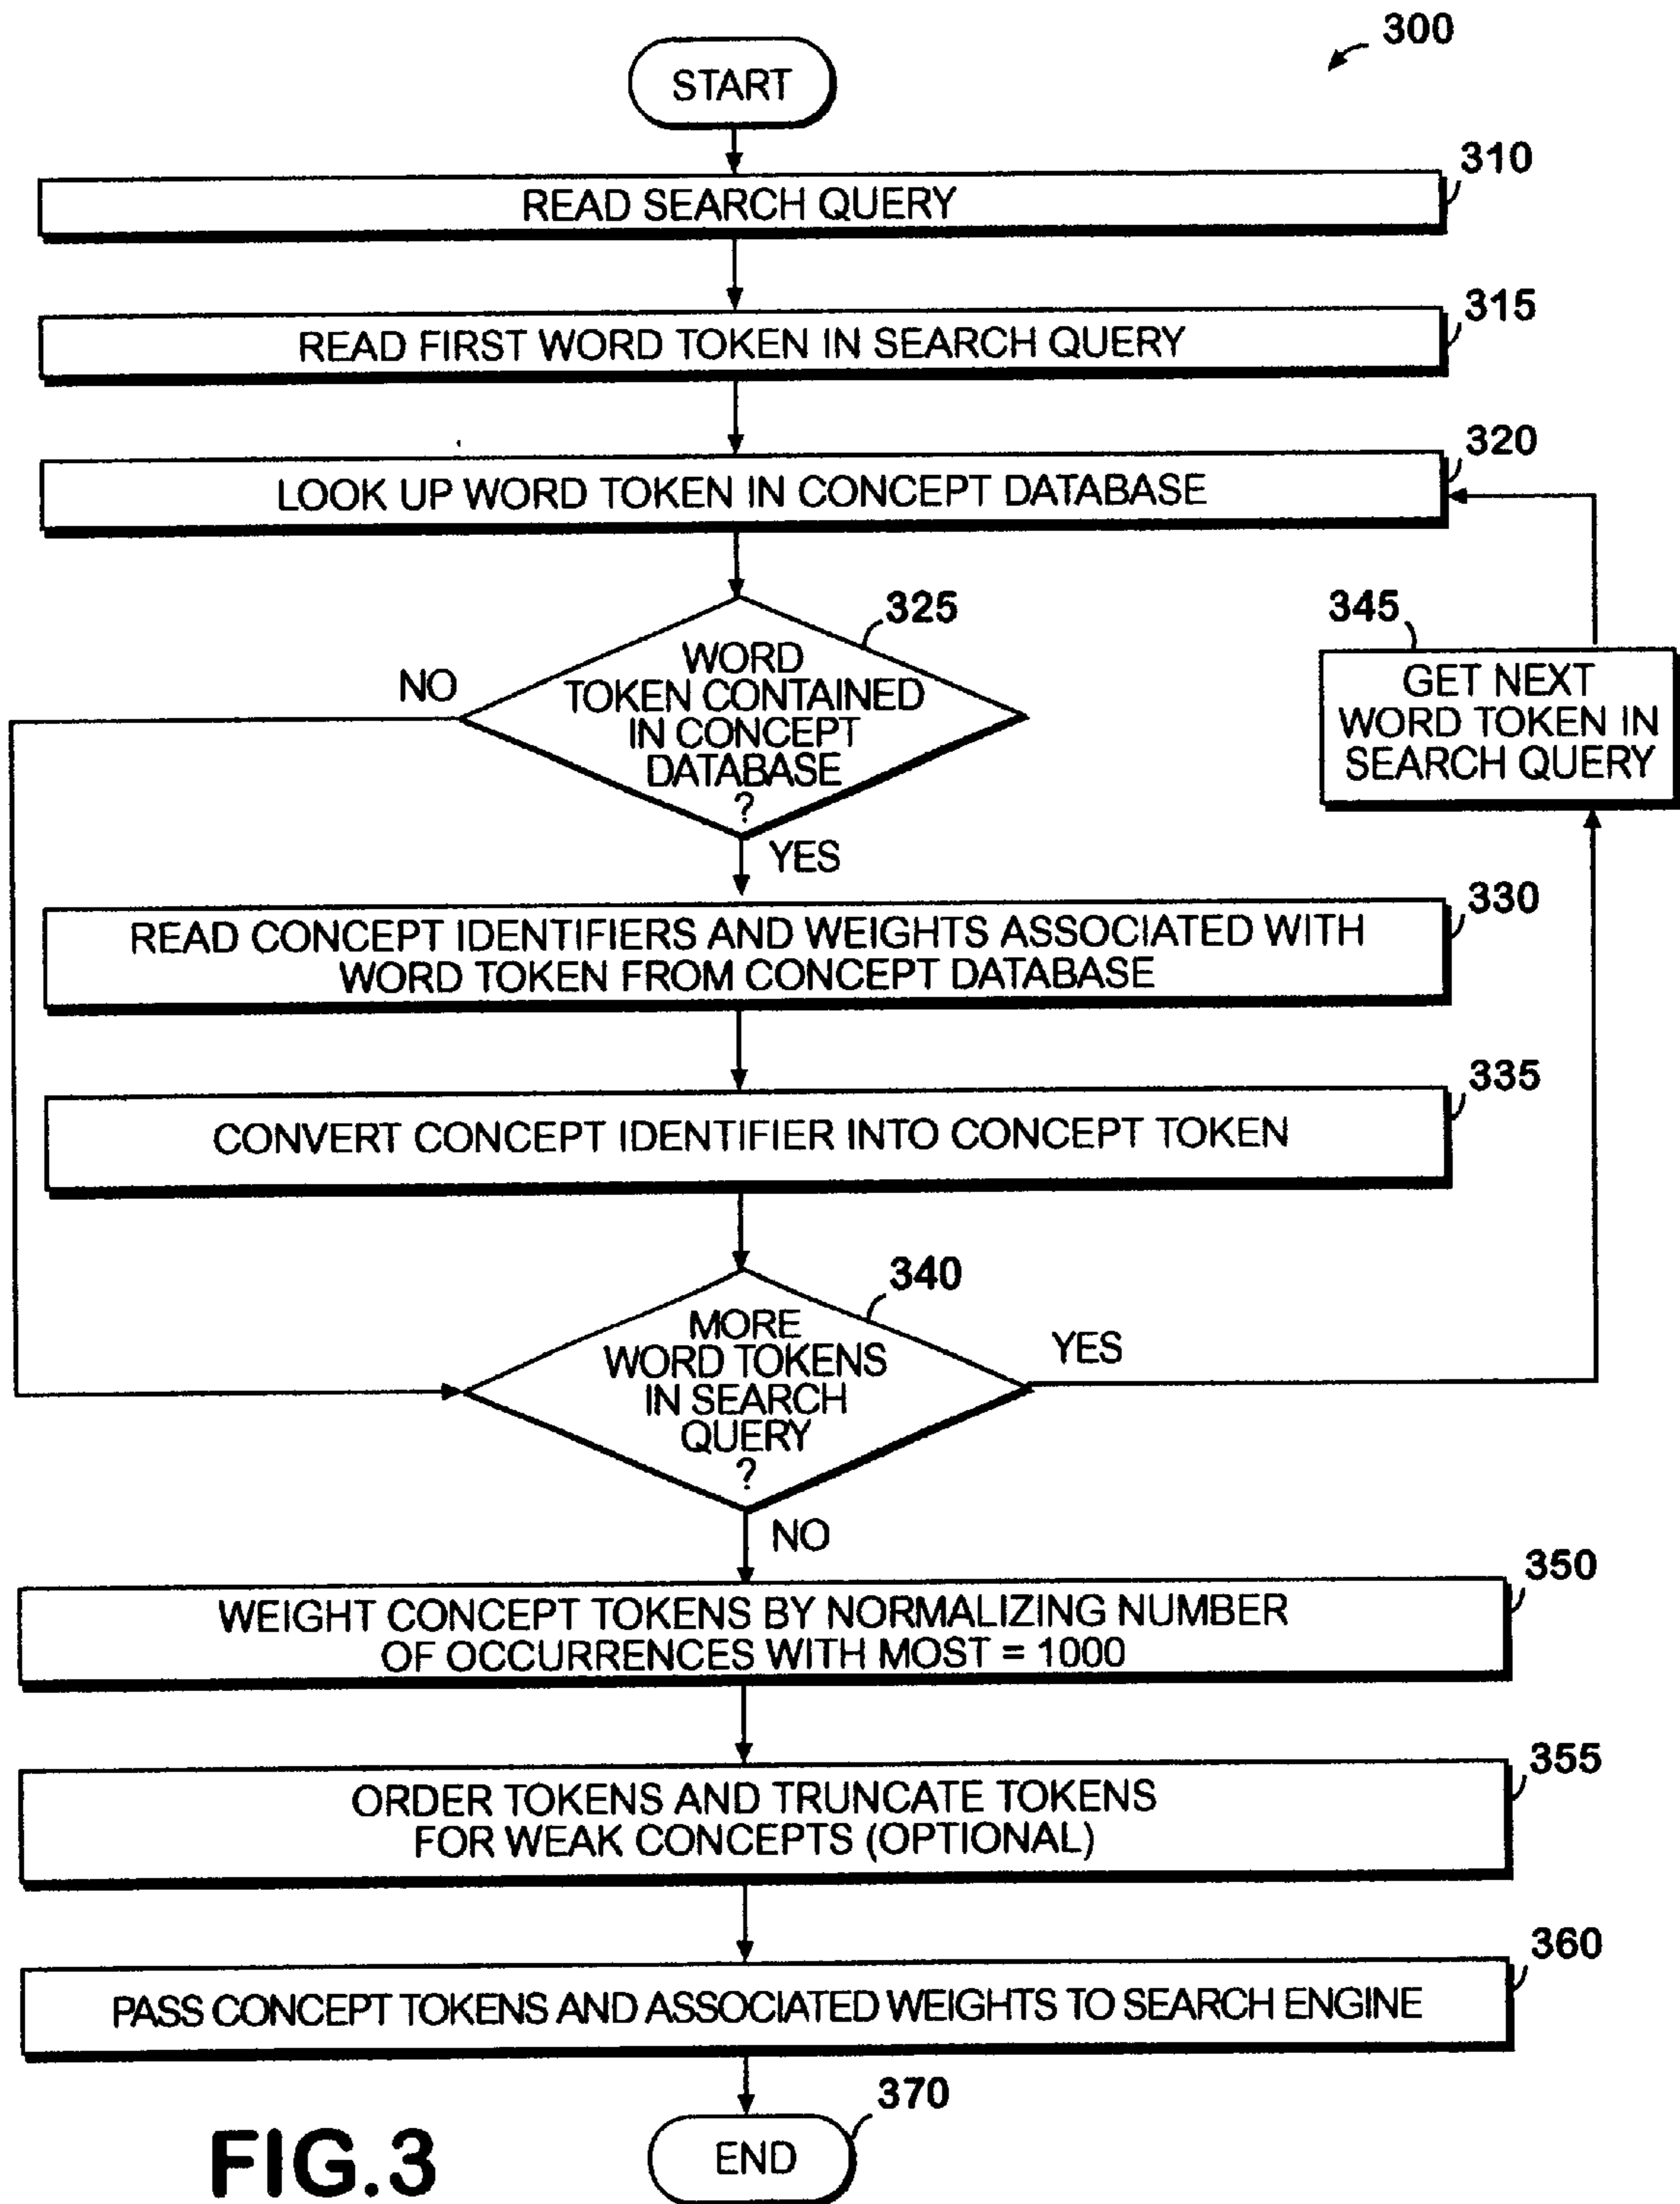 300
START
310
READ SEARCH QUERY
315
READ FIRST WORD TOKEN IN SEARCH QUERY
320
LOOK UP WORD TOKEN IN CONCEPT DATABASE
325
WORD
TOKEN CONTAINED
IN CONCEPT
DATABASE
?
NO
YES
345
GET NEXT
WORD TOKEN IN
SEARCH QUERY
330
READ CONCEPT IDENTIFIERS AND WEIGHTS ASSOCIATED WITH
WORD TOKEN FROM CONCEPT DATABASE
335
CONVERT CONCEPT IDENTIFIER INTO CONCEPT TOKEN
340
MORE
WORD TOKENS
IN SEARCH
QUERY
?
YES
NO
350
WEIGHT CONCEPT TOKENS BY NORMALIZING NUMBER
OF OCCURRENCES WITH MOST = 1000
355
ORDER TOKENS AND TRUNCATE TOKENS
FOR WEAK CONCEPTS (OPTIONAL)
360
PASS CONCEPT TOKENS AND ASSOCIATED WEIGHTS TO SEARCH ENGINE
370
END
FIG.3